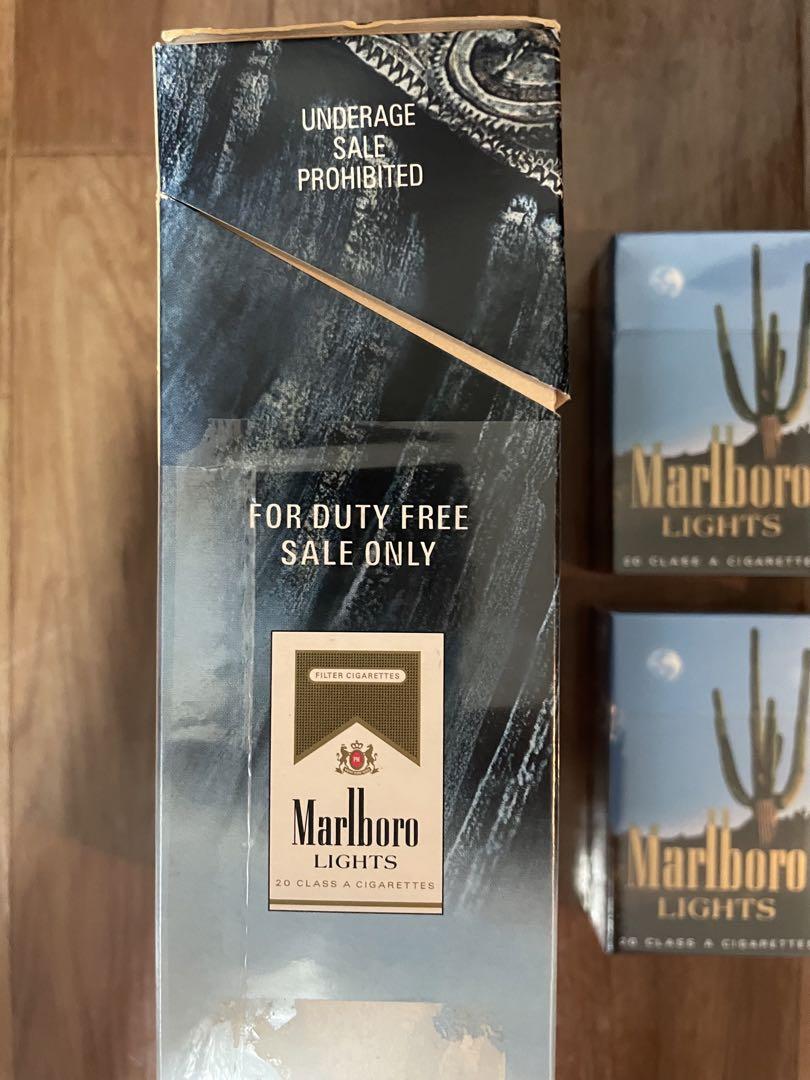 UNDERAGE
SALE
PROHIBITED
FOR DUTY FREE
SALE ONLY
FILTER CIGARETTES
PM
Marlboro
LIGHTS
20 CLASS A CIGARETTES
Marlboro
LIGHTS
20 CLASS A CIGARETTE
Marlboro
LIGHTS
20 CLASS A CIGARETTE